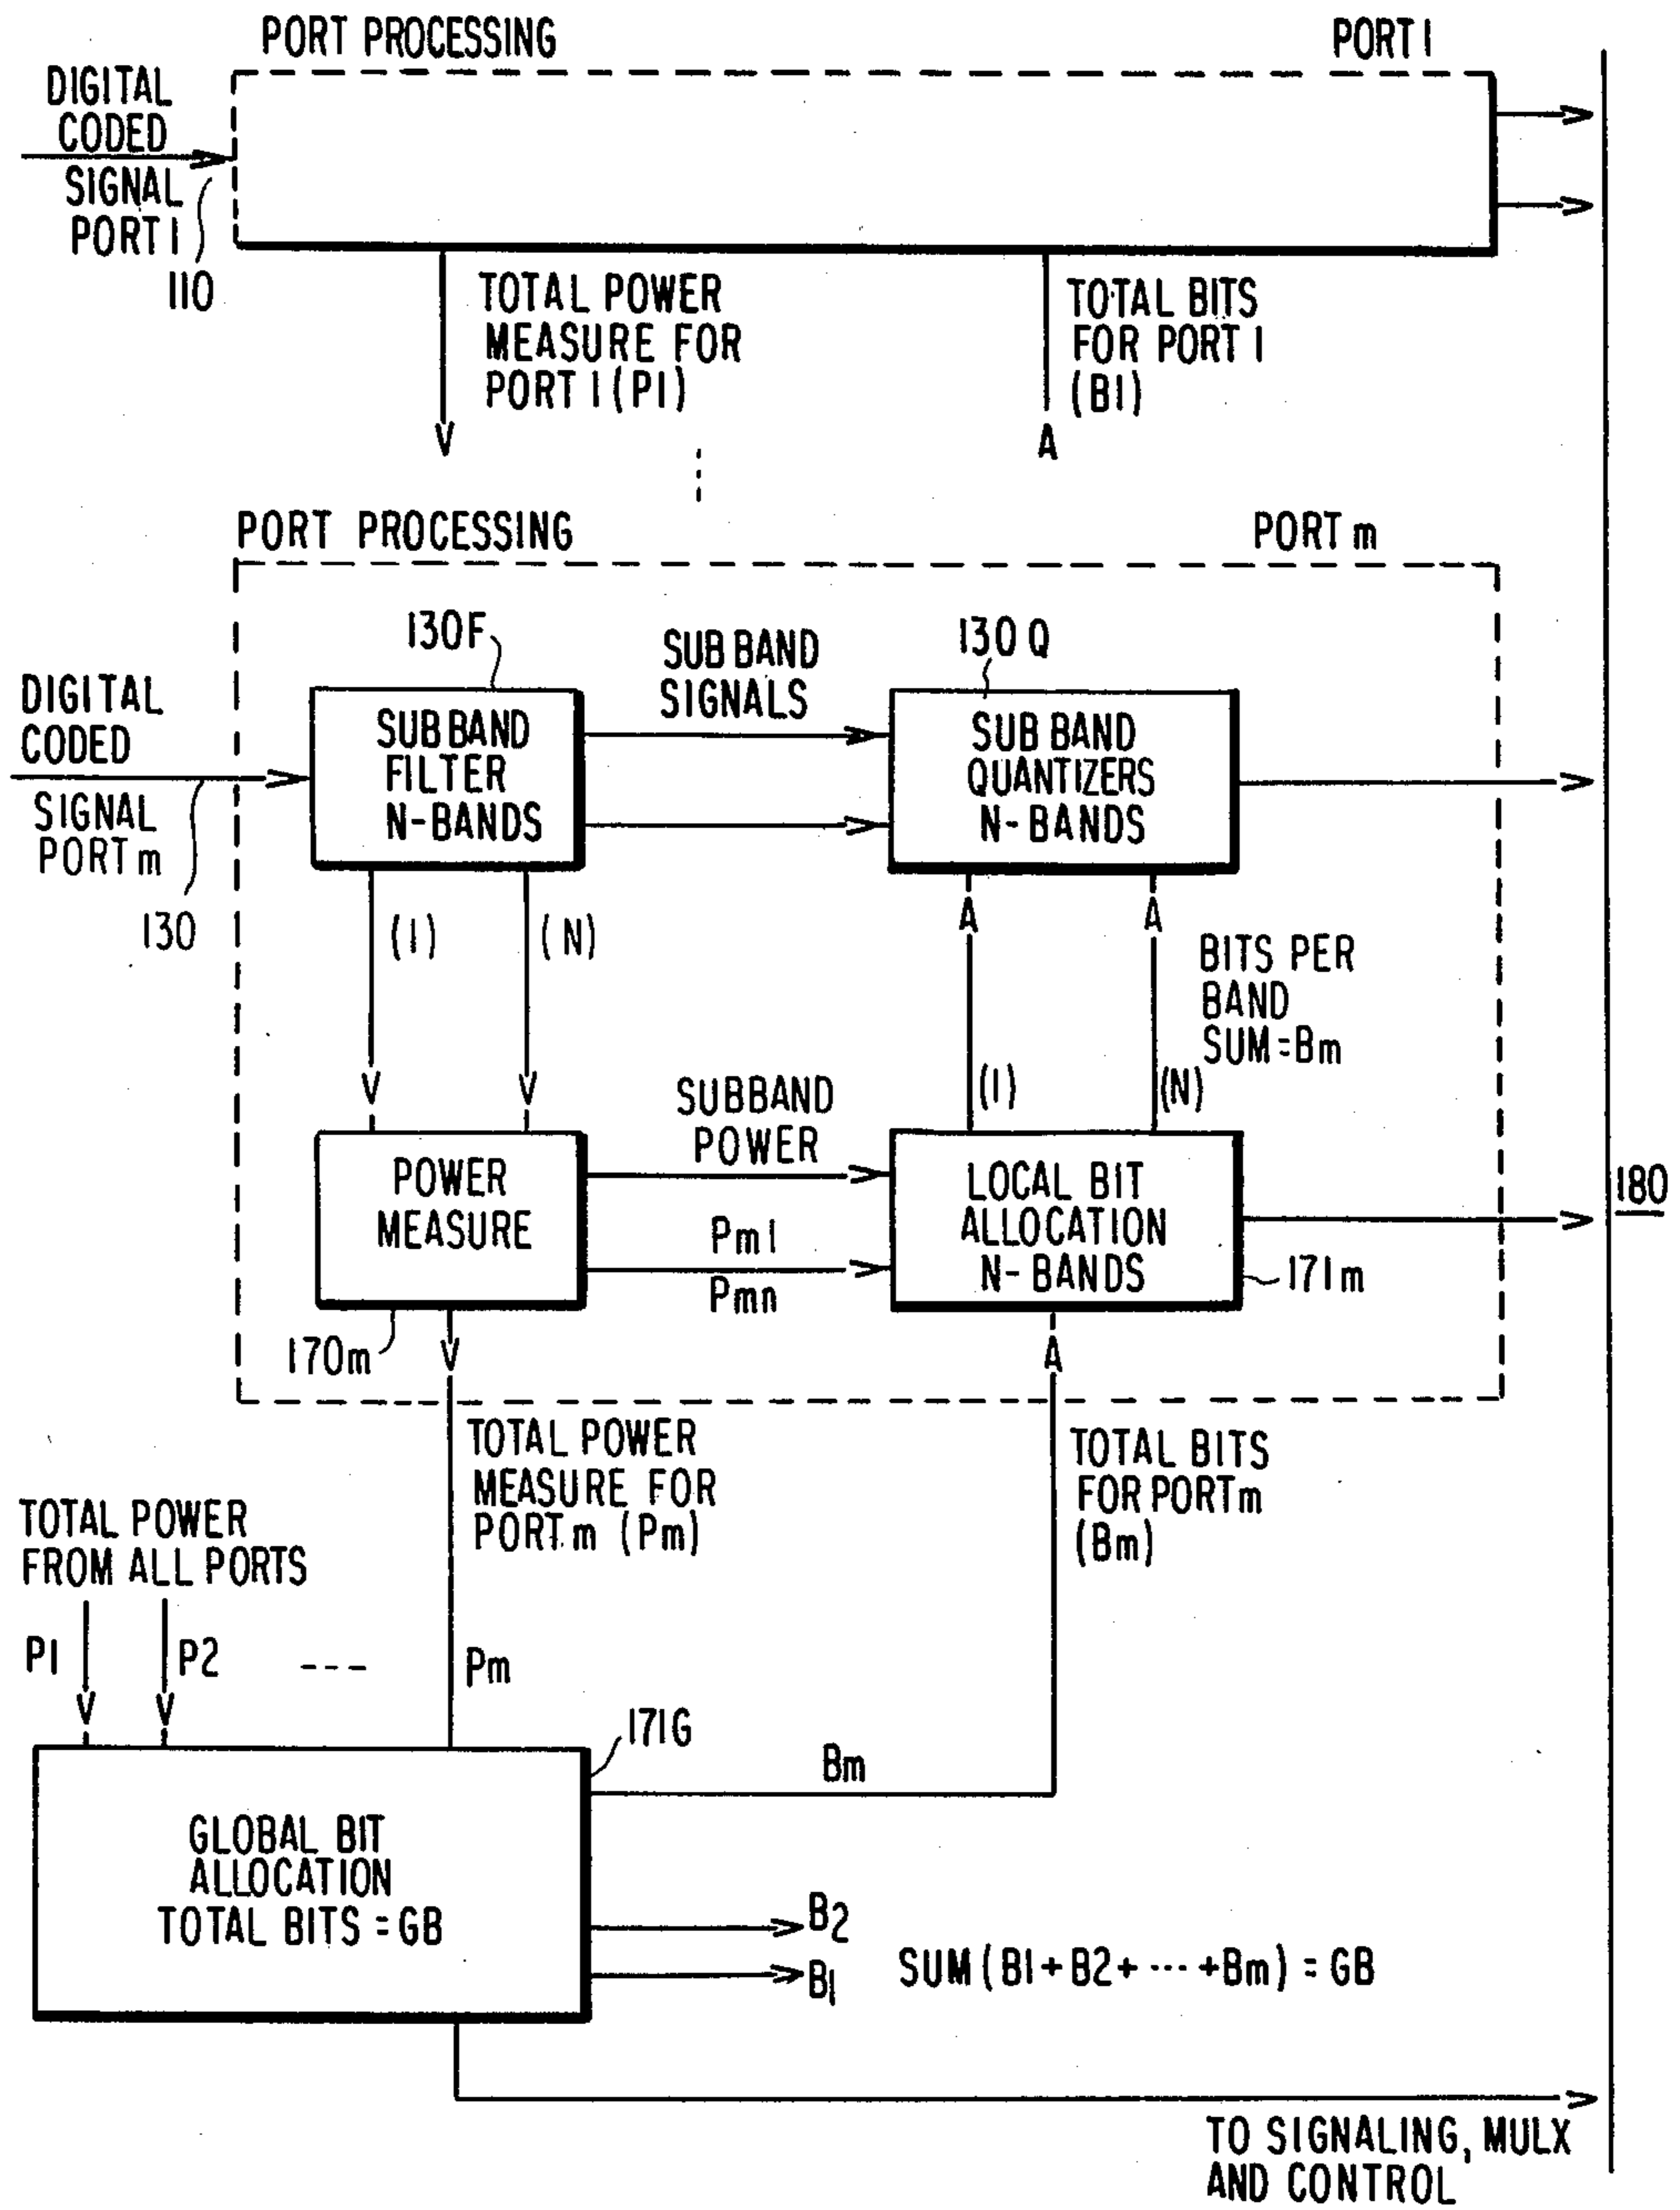 PORT PROCESSING
PORT 1
DIGITAL
CODED
SIGNAL
PORT 1
110
TOTAL POWER
MEASURE FOR
PORT 1 (P1)
TOTAL BITS
FOR PORT 1
(B1)
PORT PROCESSING
PORT m
130F
SUB BAND
SIGNALS
130Q
DIGITAL
CODED
SIGNAL
PORT m
130
SUB BAND
FILTER
N-BANDS
SUB BAND
QUANTIZERS
N-BANDS
(1)
(N)
BITS PER
BAND
SUM=Bm
(1)
(N)
SUBBAND
POWER
POWER
MEASURE
Pm1
Pmn
LOCAL BIT
ALLOCATION
N-BANDS
180
171m
170m
TOTAL POWER
MEASURE FOR
PORT m (Pm)
TOTAL BITS
FOR PORT m
(Bm)
TOTAL POWER
FROM ALL PORTS
P1
P2
---
Pm
171G
Bm
GLOBAL BIT
ALLOCATION
TOTAL BITS = GB
B2
B1
SUM (B1+B2+ ··· +Bm) = GB
TO SIGNALING, MULX
AND CONTROL